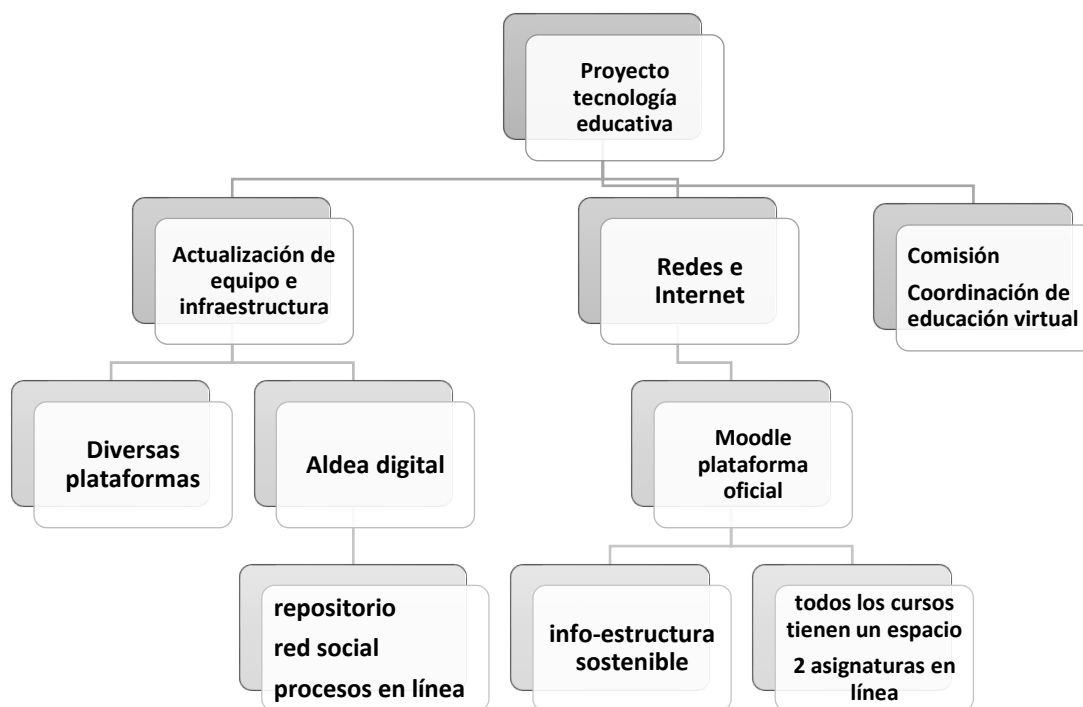 Proyecto
tecnología
educativa
Actualización de
equipo e
infraestructura
Redes e
Internet
Comisión
Coordinación de
educación virtual
Diversas
plataformas
Aldea digital
Moodle
plataforma
oficial
repositorio
red social
procesos en línea
info-estructura
sostenible
todos los cursos
tienen un espacio
2 asignaturas en
línea